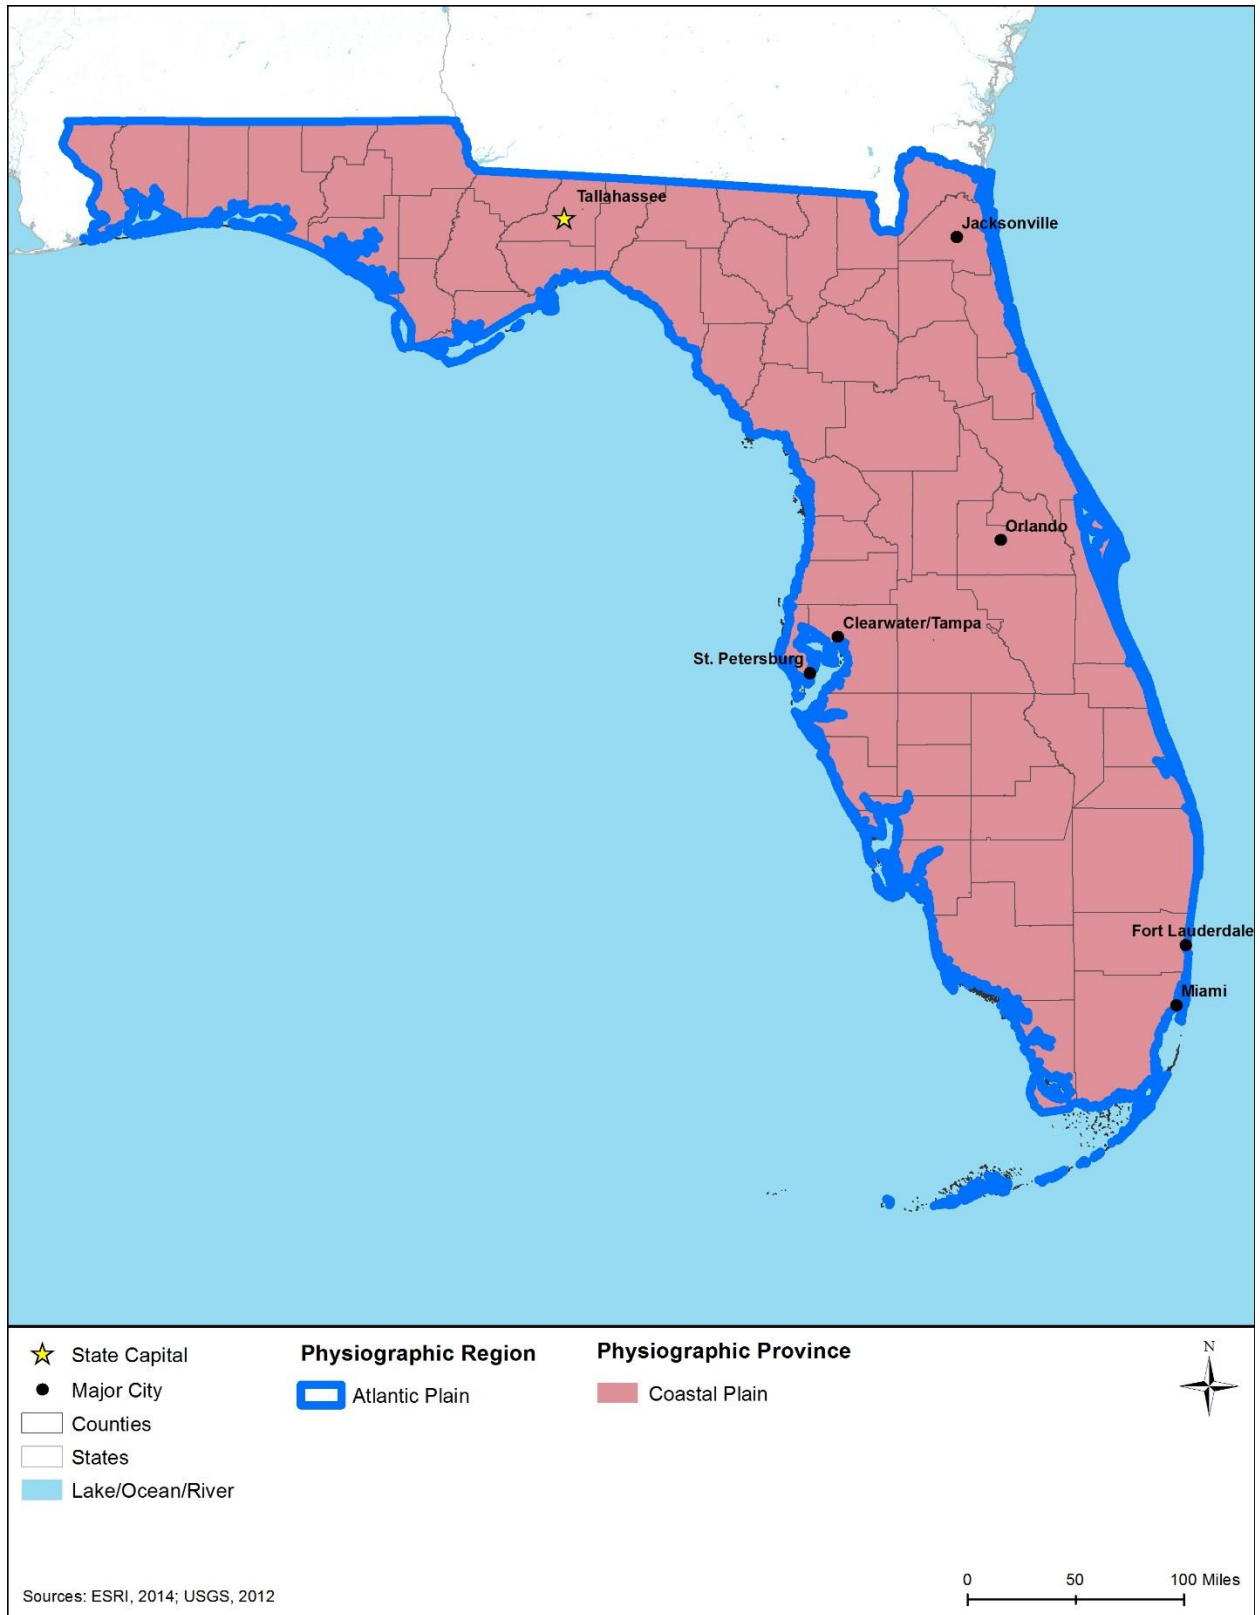 Tallahassee
Jacksonville
Orlando
Clearwater/Tampa
St. Petersburg
Fort Lauderdale
Miami
State Capital
Major City
Counties
States
Lake/Ocean/River
Physiographic Region
Atlantic Plain
Physiographic Province
Coastal Plain
N
Sources: ESRI, 2014; USGS, 2012
0 50 100 Miles